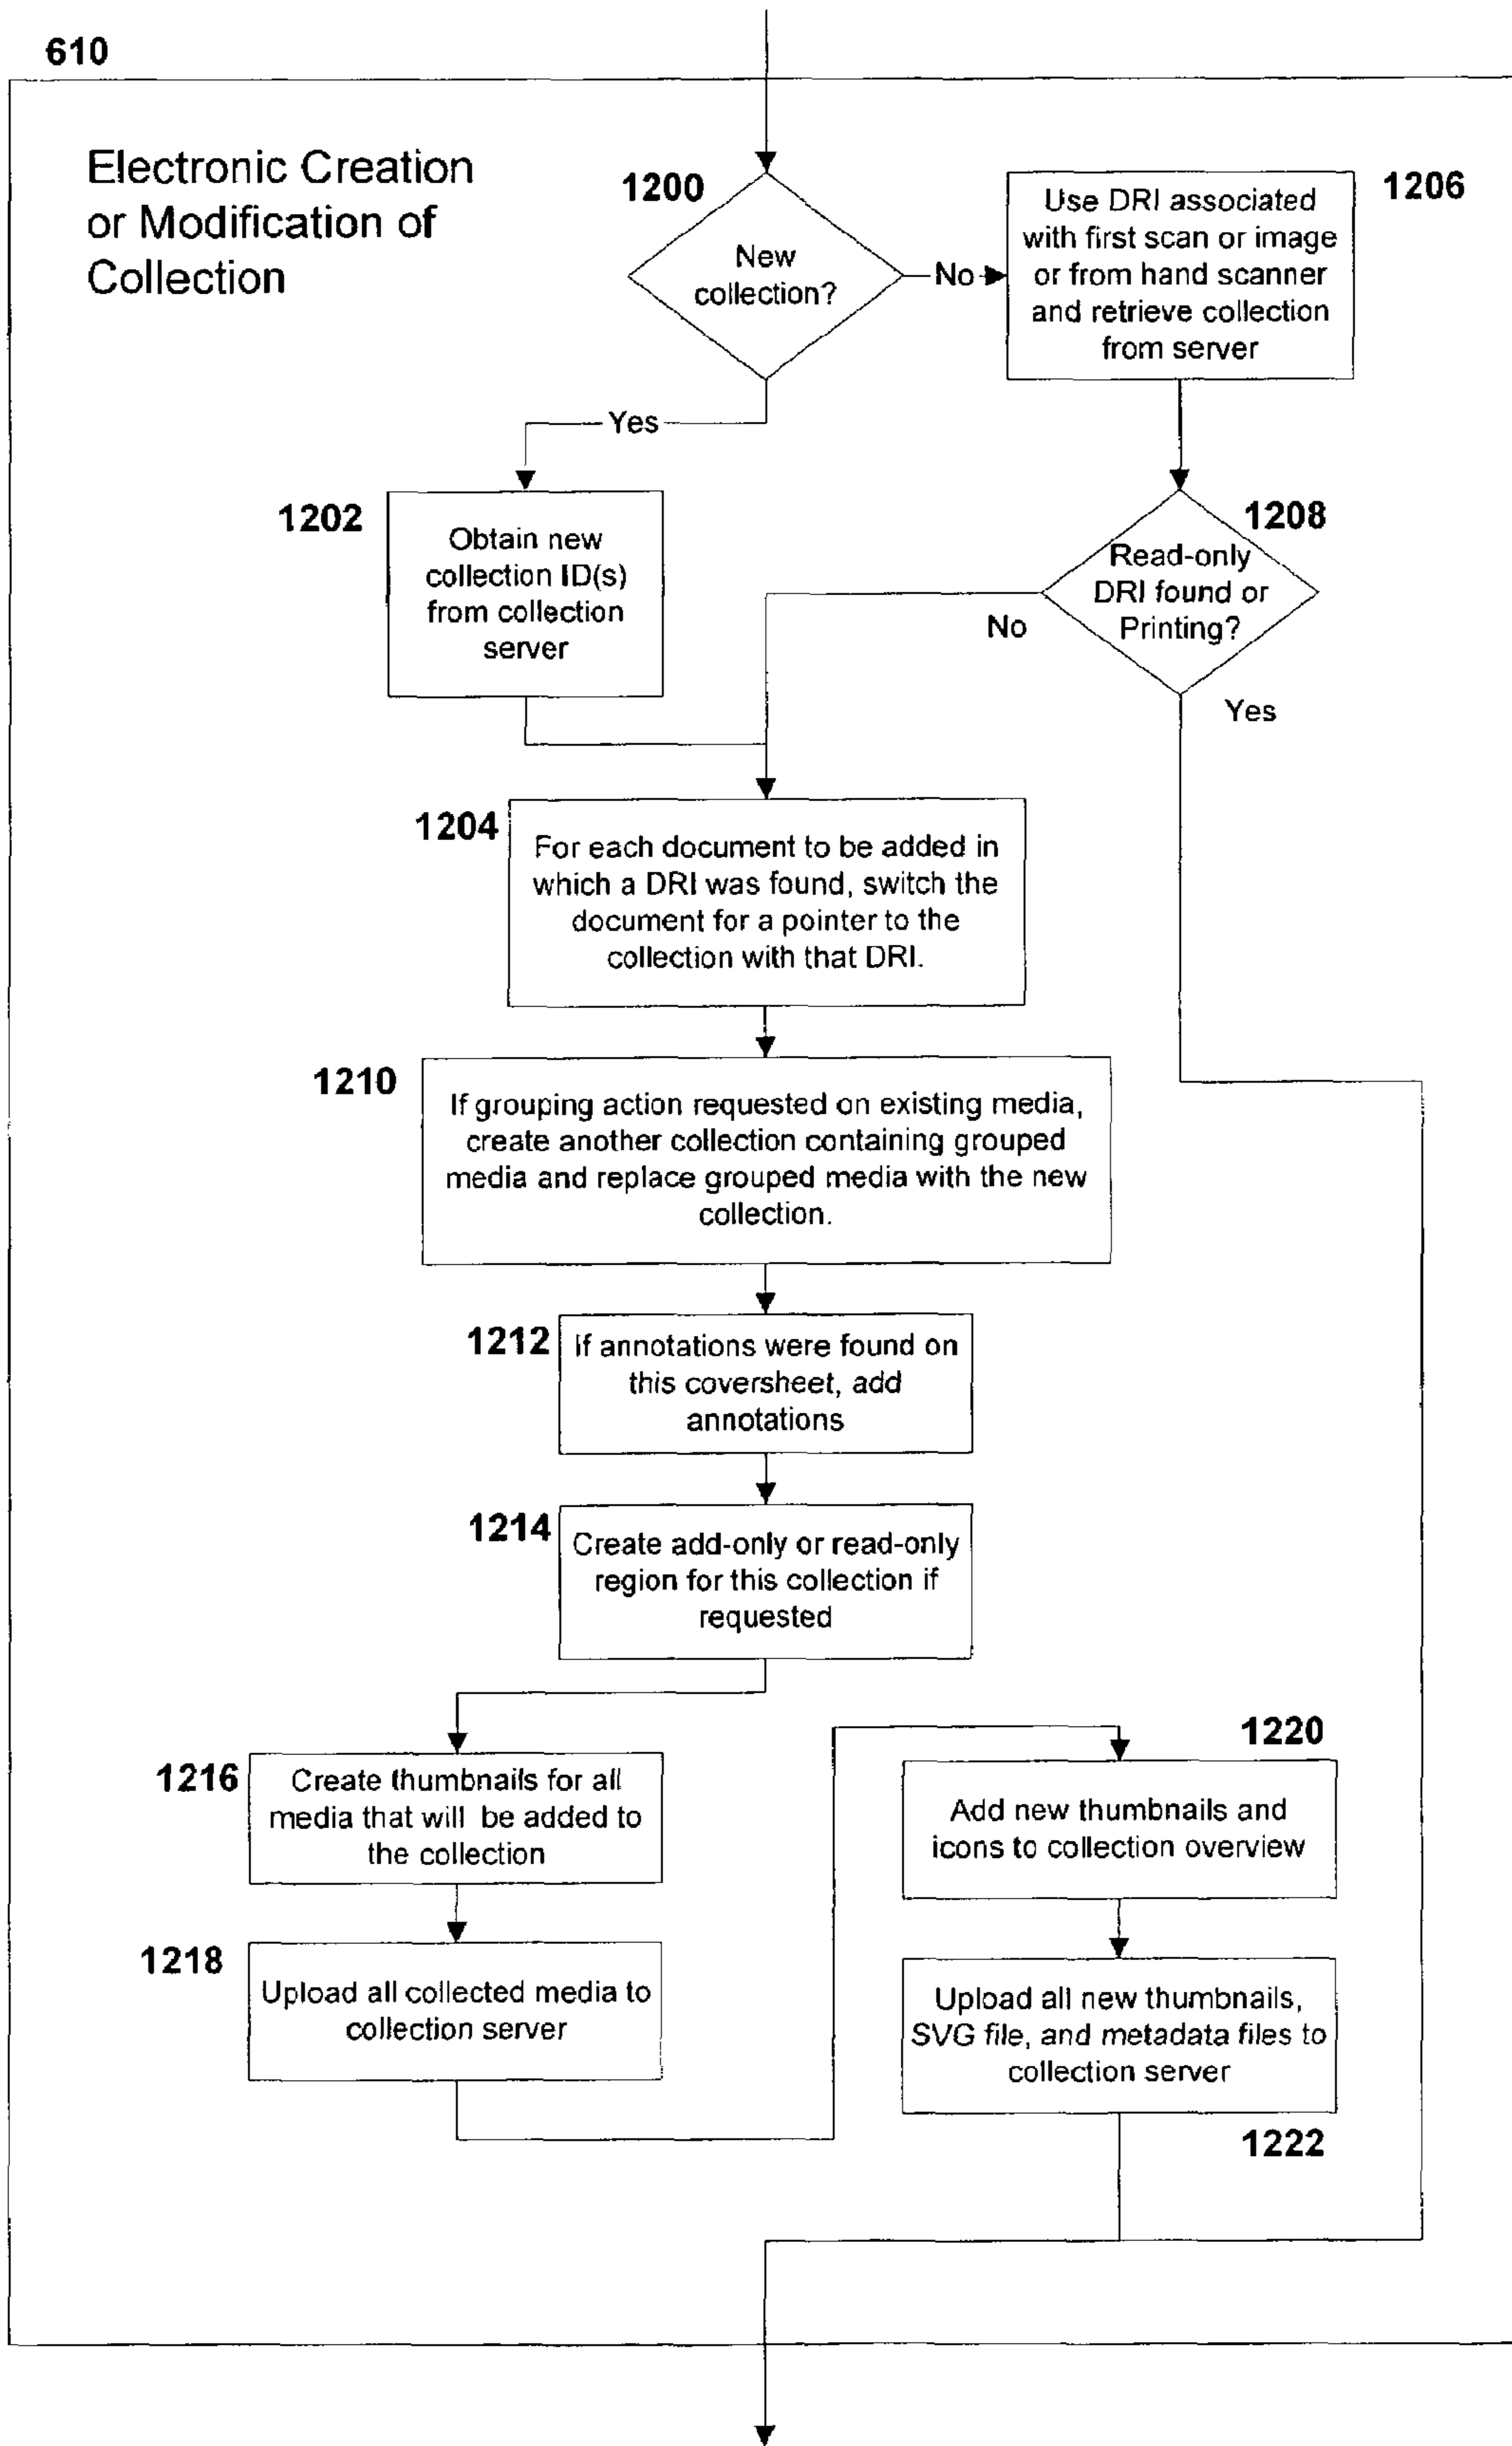 610
Electronic Creation
or Modification of
Collection
1200
New
collection?
No
1206
Use DRI associated
with first scan or image
or from hand scanner
and retrieve collection
from server
Yes
1202
Obtain new
collection ID(s)
from collection
server
1208
Read-only
DRI found or
Printing?
No
Yes
1204
For each document to be added in
which a DRI was found, switch the
document for a pointer to the
collection with that DRI.
1210
If grouping action requested on existing media,
create another collection containing grouped
media and replace grouped media with the new
collection.
1212
If annotations were found on
this coversheet, add
annotations
1214
Create add-only or read-only
region for this collection if
requested
1216
Create thumbnails for all
media that will be added to
the collection
1218
Upload all collected media to
collection server
1220
Add new thumbnails and
icons to collection overview
Upload all new thumbnails,
SVG file, and metadata files to
collection server
1222